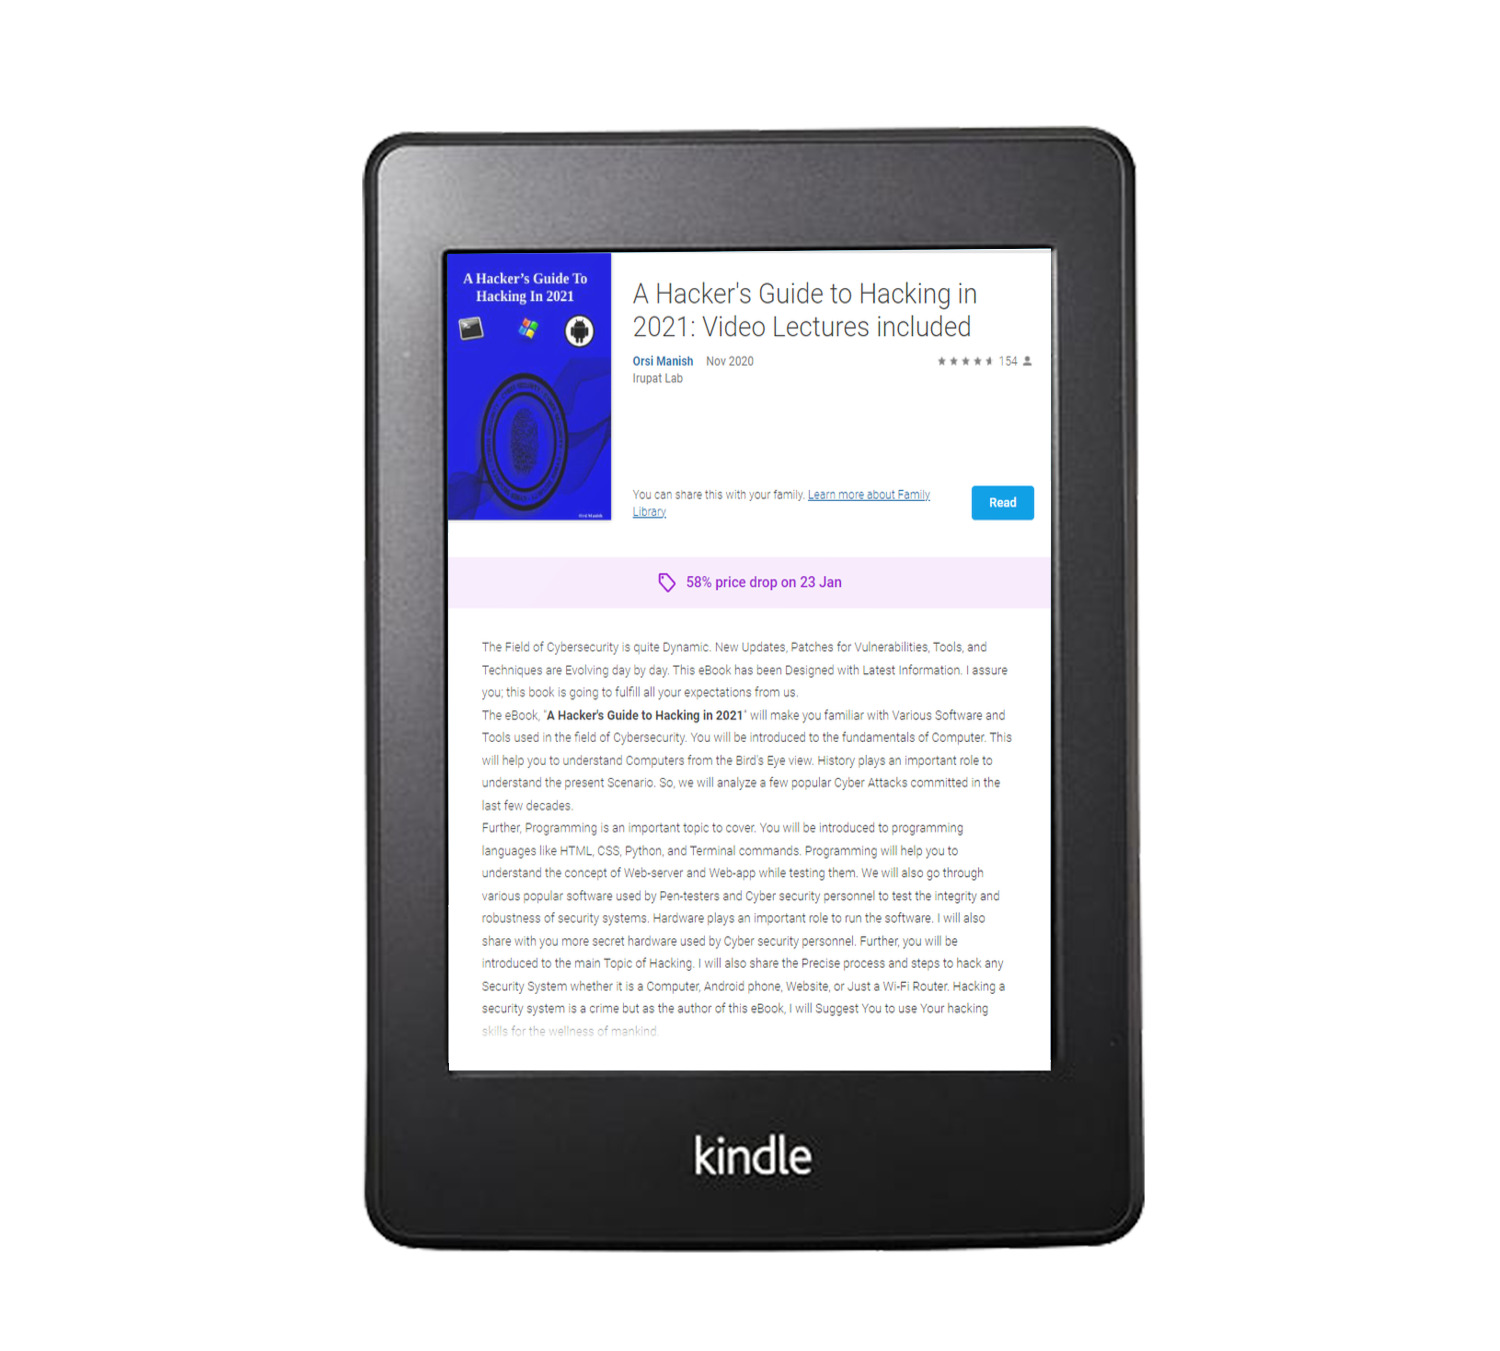 A Hacker's Guide To
Hacking In 2021
Orsi Manish
A Hacker's Guide to Hacking in
2021: Video Lectures included
Orsi Manish Nov 2020
154
Irupat Lab
You can share this with your family. Learn more about Family
Library
Read
58% price drop on 23 Jan
The Field of Cybersecurity is quite Dynamic. New Updates, Patches for Vulnerabilities, Tools, and
Techniques are Evolving day by day. This eBook has been Designed with Latest Information. I assure
you; this book is going to fulfill all your expectations from us.
The eBook, "A Hacker's Guide to Hacking in 2021" will make you familiar with Various Software and
Tools used in the field of Cybersecurity. You will be introduced to the fundamentals of Computer. This
will help you to understand Computers from the Bird's Eye view. History plays an important role to
understand the present Scenario. So, we will analyze a few popular Cyber Attacks committed in the
last few decades.
Further, Programming is an important topic to cover. You will be introduced to programming
languages like HTML, CSS, Python, and Terminal commands. Programming will help you to
understand the concept of Web-server and Web-app while testing them. We will also go through
various popular software used by Pen-testers and Cyber security personnel to test the integrity and
robustness of security systems. Hardware plays an important role to run the software. I will also
share with you more secret hardware used by Cyber security personnel. Further, you will be
introduced to the main Topic of Hacking. I will also share the Precise process and steps to hack any
Security System whether it is a Computer, Android phone, Website, or Just a Wi-Fi Router. Hacking a
security system is a crime but as the author of this eBook, I will Suggest You to use Your hacking
skills for the wellness of mankind.
kindle